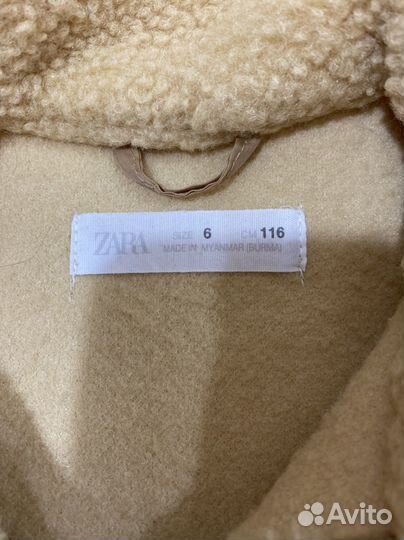 ZARA SIZE 6 CM 116
MADE IN MYANMAR (BURMA)
Avito